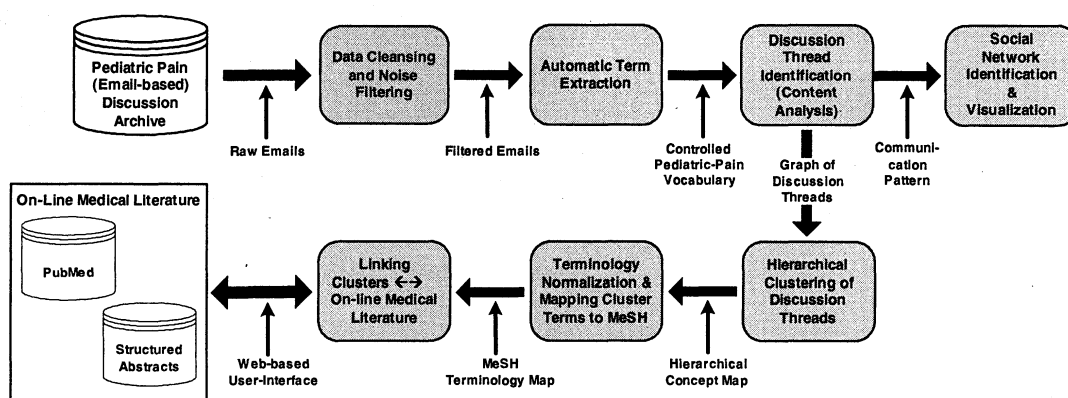 Pediatric Pain
(Email-based)
Discussion
Archive
Raw Emails
Data Cleansing
and Noise
Filtering
Filtered Emails
Automatic Term
Extraction
Controlled
Pediatric-Pain
Vocabulary
Discussion
Thread
Identification
(Content
Analysis)
Communi-
cation
Pattern
Social
Network
Identification
&
Visualization
Graph of
Discussion
Threads
On-Line Medical Literature
PubMed
Structured
Abstracts
Web-based
User-Interface
Linking
Clusters ←→
On-line Medical
Literature
MeSH
Terminology Map
Terminology
Normalization &
Mapping Cluster
Terms to MeSH
Hierarchical
Concept Map
Hierarchical
Clustering of
Discussion
Threads